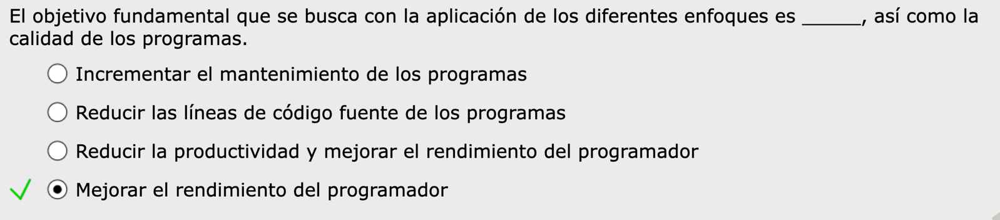 El objetivo fundamental que se busca con la aplicación de los diferentes enfoques es ______, así como la
calidad de los programas.
Incrementar el mantenimiento de los programas
Reducir las líneas de código fuente de los programas
Reducir la productividad y mejorar el rendimiento del programador
Mejorar el rendimiento del programador